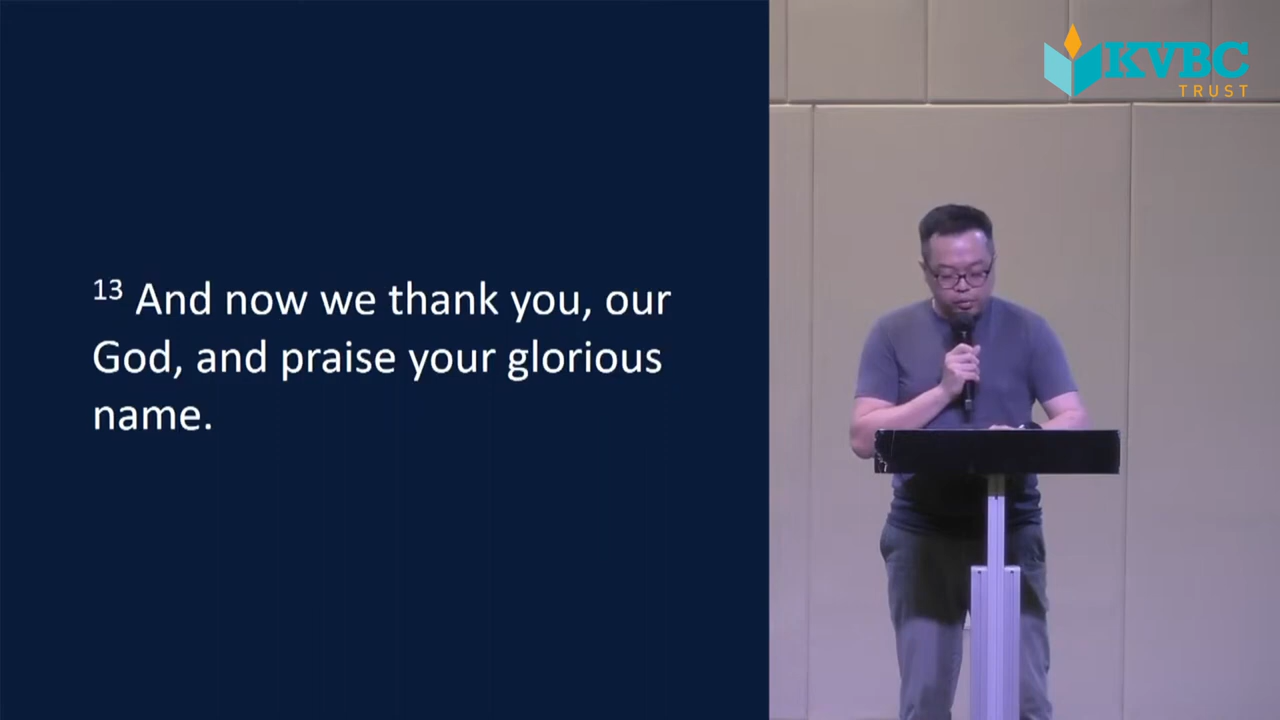 ¹³ And now we thank you, our
God, and praise your glorious
name.
KVBC
TRUST